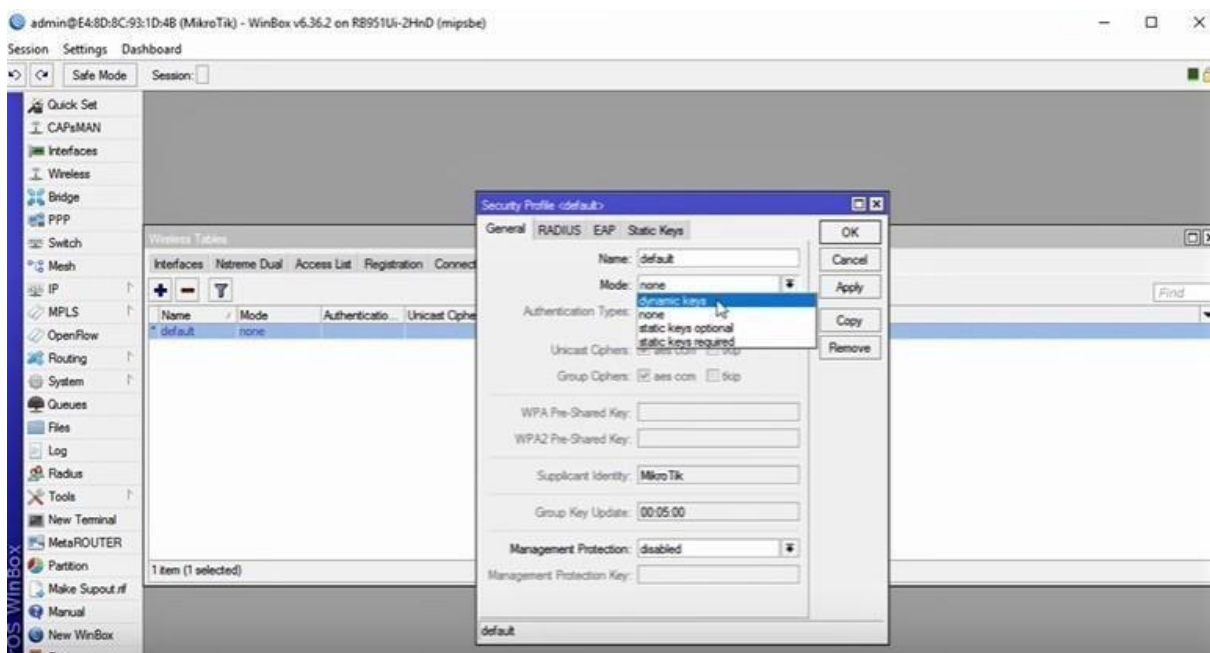 admin@E4:8D:8C:93:1D:4B (MikroTik) - WinBox v6.36.2 on RB951Ui-2HnD (mipsbe)
Session Settings Dashboard
Safe Mode Session:
Quick Set
CAPsMAN
Interfaces
Wireless
Bridge
PPP
Switch
Mesh
IP
MPLS
OpenFlow
Routing
System
Queues
Files
Log
Radius
Tools
New Terminal
MetaROUTER
Partition
Make Supout.rif
Manual
New WinBox
OS WinBox
Wireless Tables
Interfaces Nstreme Dual Access List Registration Connect
Find
Name Mode Authenticatio... Unicast Ciphe
* default none
1 item (1 selected)
Security Profile <default>
General RADIUS EAP Static Keys
Name: default
Mode: none
dynamic keys
none
static keys optional
static keys required
Authentication Types:
Unicast Ciphers: aes ccm tkip
Group Ciphers: aes ccm tkip
WPA Pre-Shared Key:
WPA2 Pre-Shared Key:
Supplicant Identity: MikroTik
Group Key Update: 00:05:00
Management Protection: disabled
Management Protection Key:
default
OK
Cancel
Apply
Copy
Remove